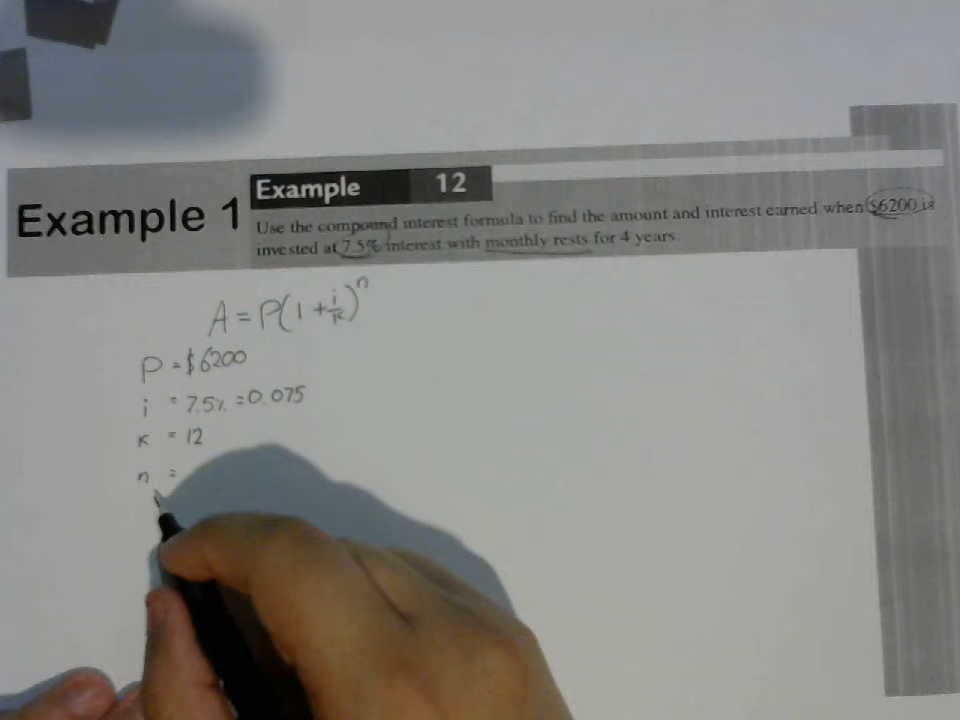 Example 1
Example 12
Use the compound interest formula to find the amount and interest earned when $6200 is
invested at 7.5% interest with monthly rests for 4 years.
A = P(1 + i/k)^n
P = $6200
i = 7.5% = 0.075
k = 12
n =